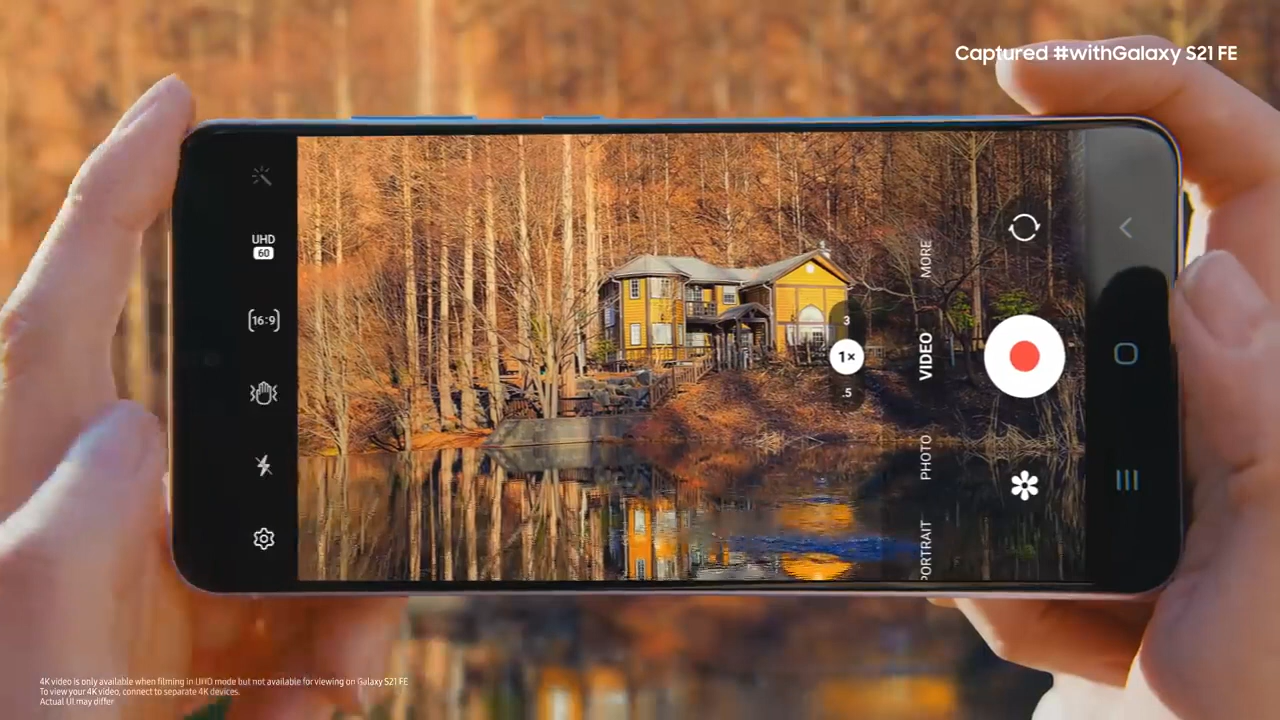 Captured #withGalaxy S21 FE
UHD
60
16:9
3
1×
.5
MORE
VIDEO
PHOTO
PORTRAIT
4K video is only available when filming in UHD mode but not available for viewing on Galaxy S21 FE
To view your 4K video, connect to separate 4K devices.
Actual UI may differ